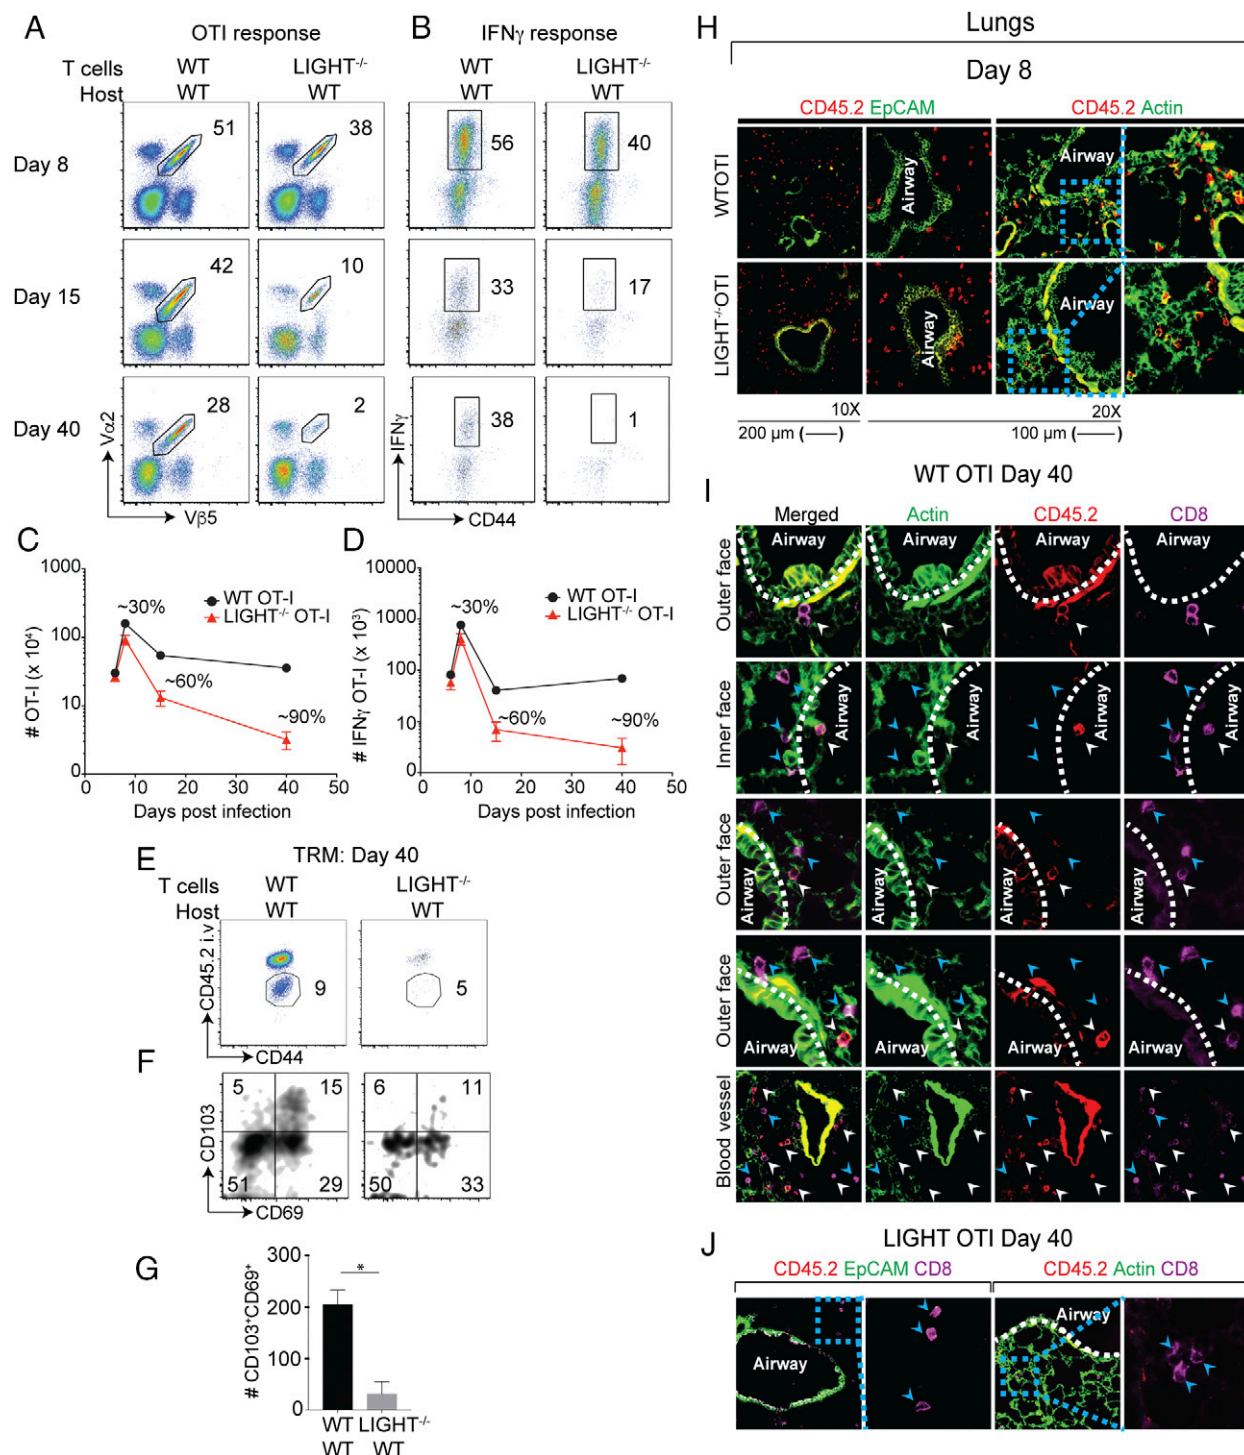 A
OTI response
T cells WT LIGHT-/-
Host WT WT
Day 8
51
38
Day 15
42
10
Day 40
28
2
Vα2
Vβ5
B
IFNγ response
WT LIGHT-/-
WT WT
56
40
33
17
38
1
IFNγ
CD44
C
# OT-I (x 10⁴)
1000
100
10
0
~30%
~60%
~90%
WT OT-I
LIGHT-/- OT-I
0 10 20 30 40 50
Days post infection
D
# IFNγ OT-I (x 10³)
10000
1000
100
10
0
~30%
~60%
~90%
WT OT-I
LIGHT-/- OT-I
0 10 20 30 40 50
Days post infection
E
TRM: Day 40
T cells WT LIGHT-/-
Host WT WT
CD45.2 i.v
9
5
CD44
F
CD103
5 15
51 29
6 11
50 33
CD69
G
# CD103+CD69+
300
200
100
0
*
WT LIGHT-/-
WT WT
H
Lungs
Day 8
CD45.2 EpCAM
CD45.2 Actin
WTOTI
Airway
Airway
LIGHT-/-OTI
Airway
Airway
10X
20X
200 µm (—)
100 µm (—)
I
WT OTI Day 40
Merged Actin CD45.2 CD8
Outer face
Airway Airway Airway Airway
Inner face
Airway Airway Airway Airway
Outer face
Airway Airway Airway Airway
Outer face
Airway Airway Airway Airway
Blood vessel
J
LIGHT OTI Day 40
CD45.2 EpCAM CD8
CD45.2 Actin CD8
Airway
Airway